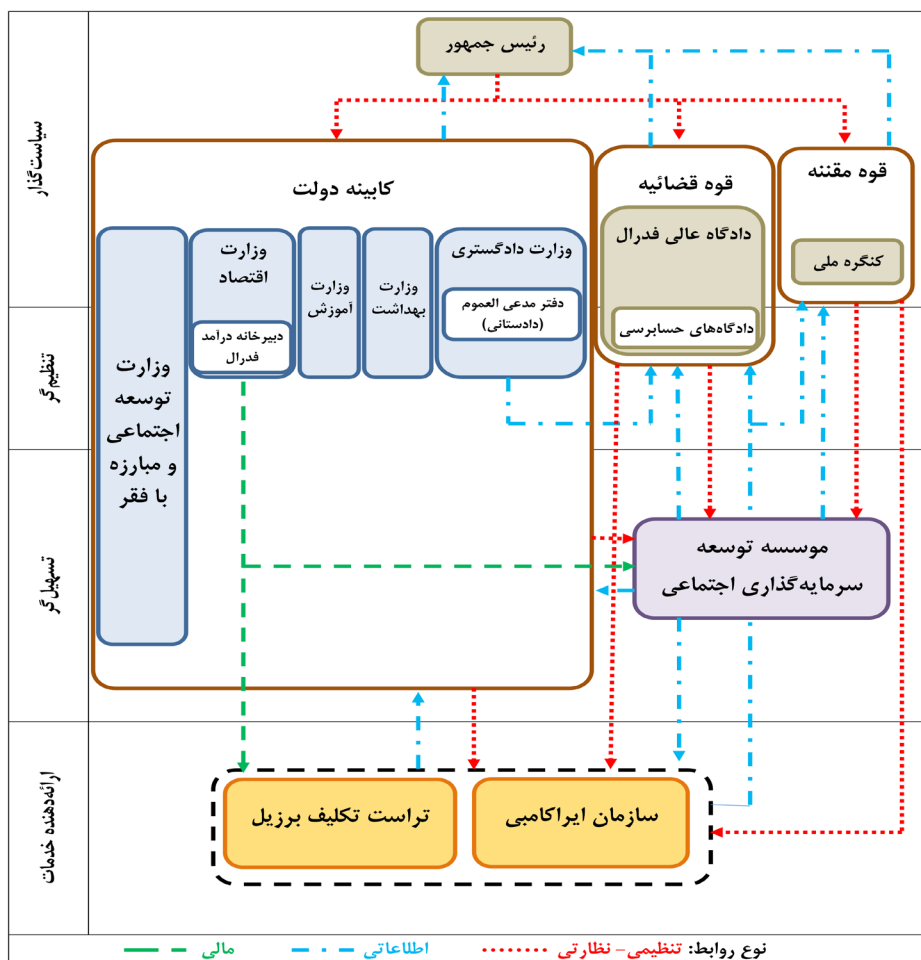 رئیس جمهور
سیاست‌گذار
قوه مقننه
کنگره ملی
قوه قضائیه
دادگاه عالی فدرال
دادگاه‌های حسابرسی
کابینه دولت
وزارت دادگستری
دفتر مدعی العموم
(دادستانی)
وزارت
بهداشت
وزارت
آموزش
وزارت
اقتصاد
دبیرخانه درآمد
فدرال
وزارت
توسعه
اجتماعی
و مبارزه
با فقر
تنظیم‌گر
تسهیل‌گر
موسسه توسعه
سرمایه‌گذاری اجتماعی
ارائه‌دهنده خدمات
سازمان ایراکامبی
تراست تکلیف برزیل
نوع روابط: تنظیمی- نظارتی اطلاعاتی مالی